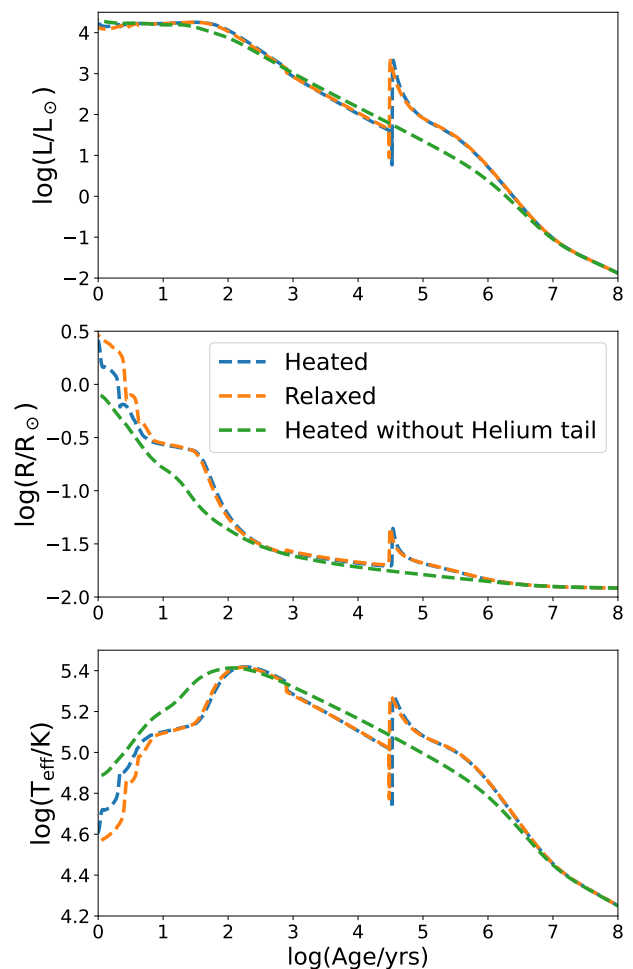 log(L/L⊙)
4
3
2
1
0
−1
−2
0 1 2 3 4 5 6 7 8
log(R/R⊙)
0.5
0.0
−0.5
−1.0
−1.5
−2.0
Heated
Relaxed
Heated without Helium tail
0 1 2 3 4 5 6 7 8
log(Teff/K)
5.4
5.2
5.0
4.8
4.6
4.4
4.2
0 1 2 3 4 5 6 7 8
log(Age/yrs)